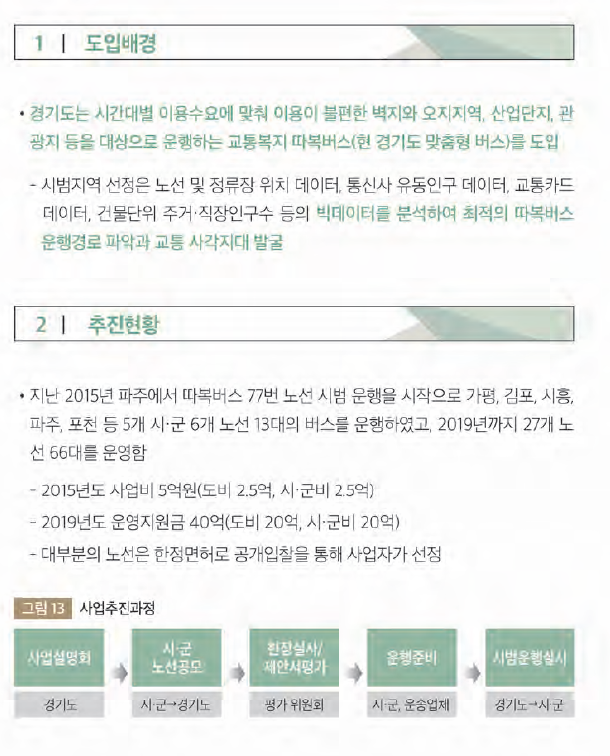 1 | 도입배경
• 경기도는 시간대별 이용수요에 맞춰 이용이 불편한 벽지와 오지지역, 산업단지, 관
광지 등을 대상으로 운행하는 교통복지 따복버스(현 경기도 맞춤형 버스)를 도입
- 시범지역 선정은 노선 및 정류장 위치 데이터, 통신사 유동인구 데이터, 교통카드
데이터, 건물단위 주거·직장인구수 등의 빅데이터를 분석하여 최적의 따복버스
운행경로 파악과 교통 사각지대 발굴
2 | 추진현황
• 지난 2015년 파주에서 따복버스 77번 노선 시범 운행을 시작으로 가평, 김포, 시흥,
파주, 포천 등 5개 시·군 6개 노선 13대의 버스를 운행하였고, 2019년까지 27개 노
선 66대를 운영함
- 2015년도 사업비 5억원(도비 2.5억, 시·군비 2.5억)
- 2019년도 운영지원금 40억(도비 20억, 시·군비 20억)
- 대부분의 노선은 한정면허로 공개입찰을 통해 사업자가 선정
그림 13 사업추진과정
사업설명회
시·군
노선공모
현장실사/
제안서평가
운행준비
시범운행실시
경기도
시·군→경기도
평가 위원회
시·군, 운송업체
경기도→시·군